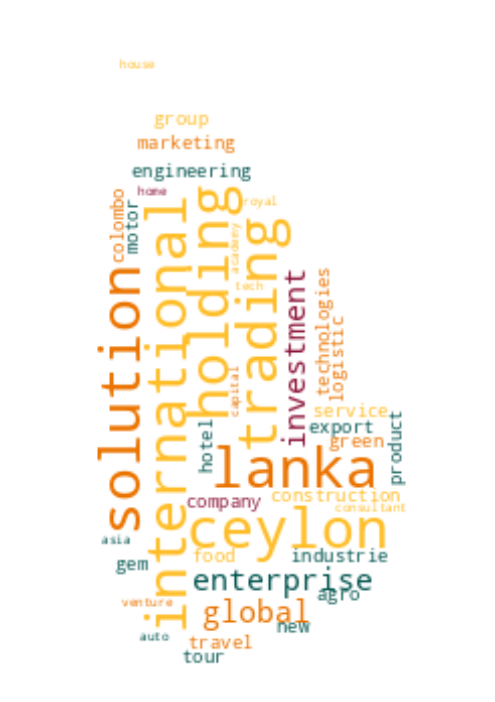 house
group
marketing
engineering
home
royal
colombo
motor
international
holding
trading
academy
tech
solution
investment
technologies
logistic
capital
service
export
green
product
hotel
lanka
company
construction
consultant
ceylon
asia
food
industrie
gem
enterprise
agro
venture
global
new
auto
travel
tour